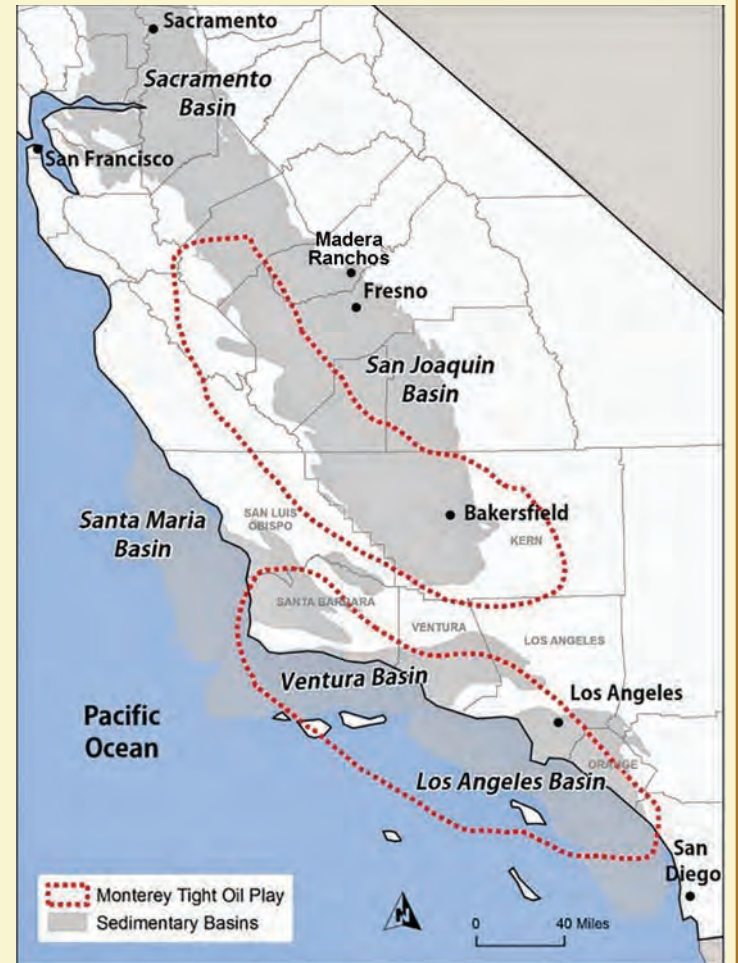 Sacramento
Sacramento
Basin
San Francisco
Madera
Ranchos
Fresno
San Joaquin
Basin
Santa Maria
Basin
SAN LUIS
OBISPO
Bakersfield
KERN
SANTA BARBARA
VENTURA
LOS ANGELES
Ventura Basin
Los Angeles
Pacific
Ocean
ORANGE
Los Angeles Basin
San
Diego
Monterey Tight Oil Play
Sedimentary Basins
N
0 40 Miles